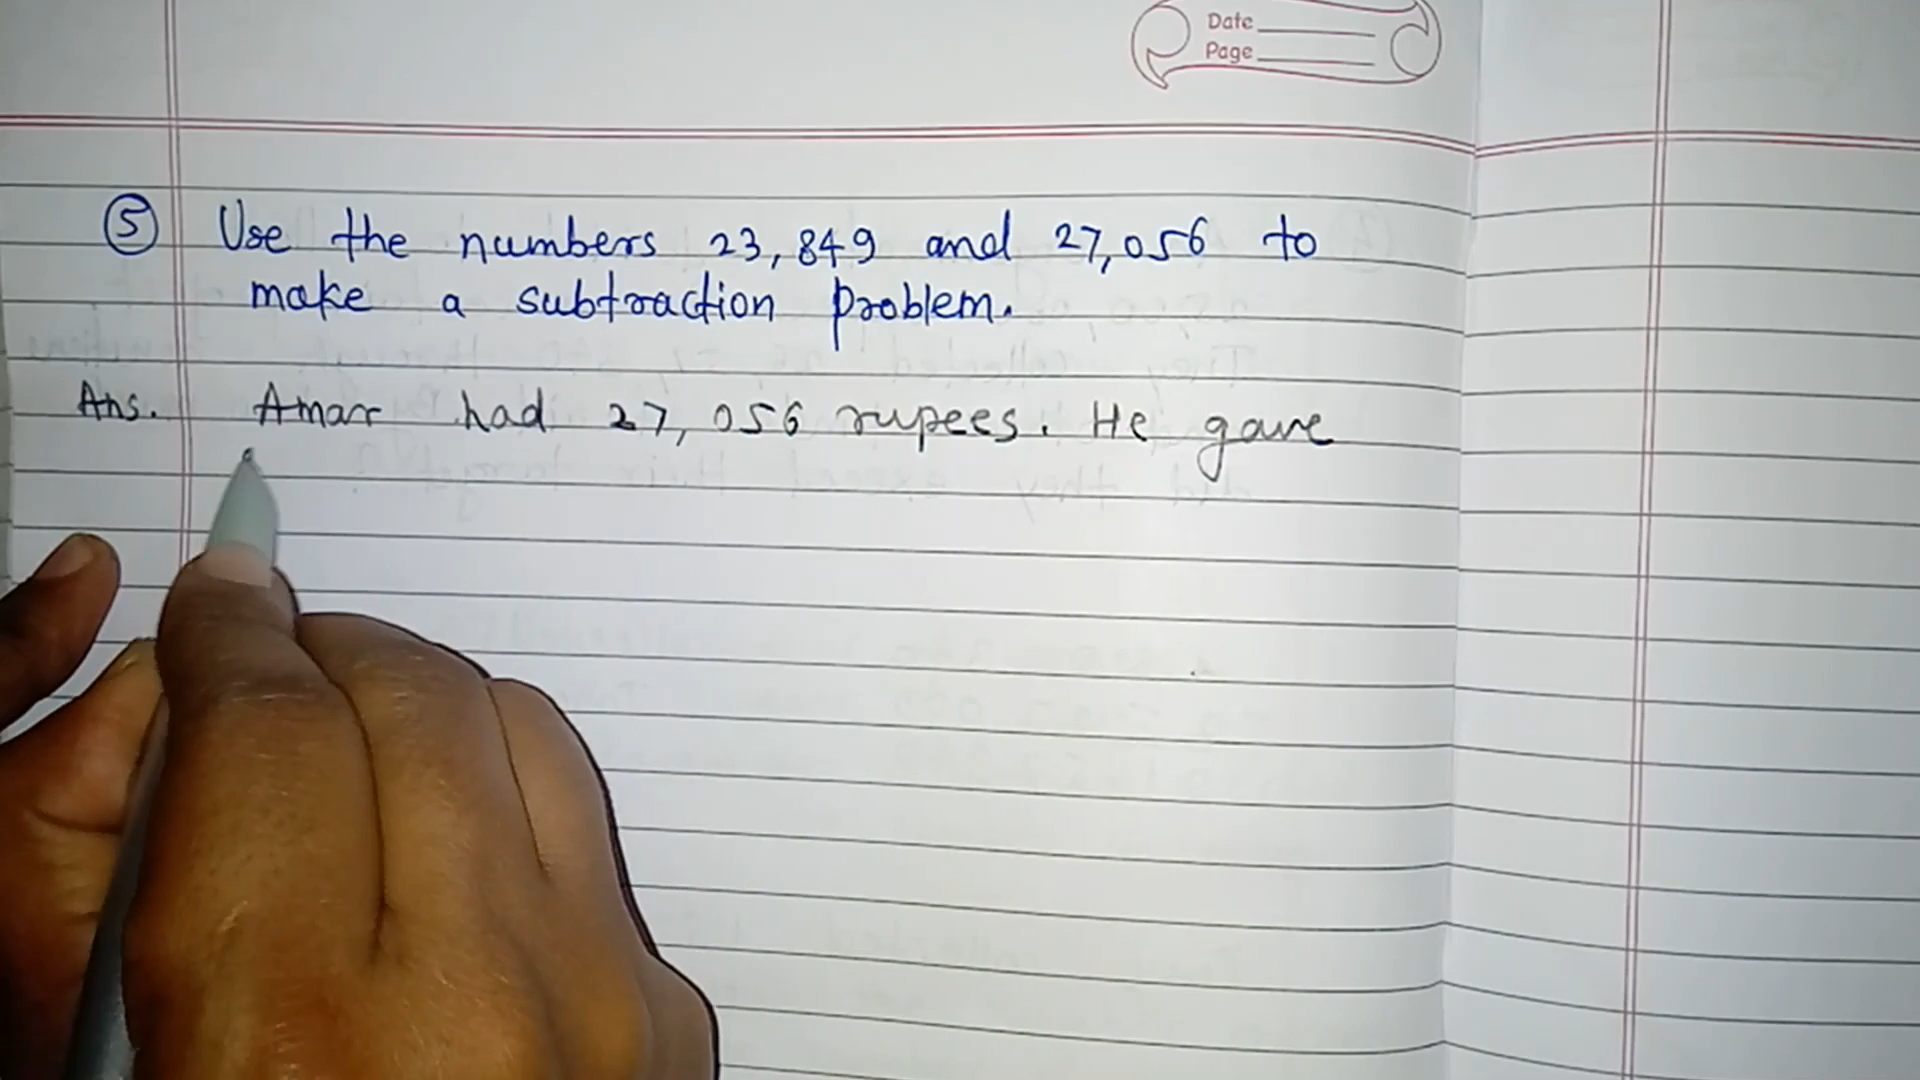 Date
Page
5 Use the numbers 23,849 and 27,056 to
make a subtraction problem.
Ans. Amar had 27,056 rupees. He gave